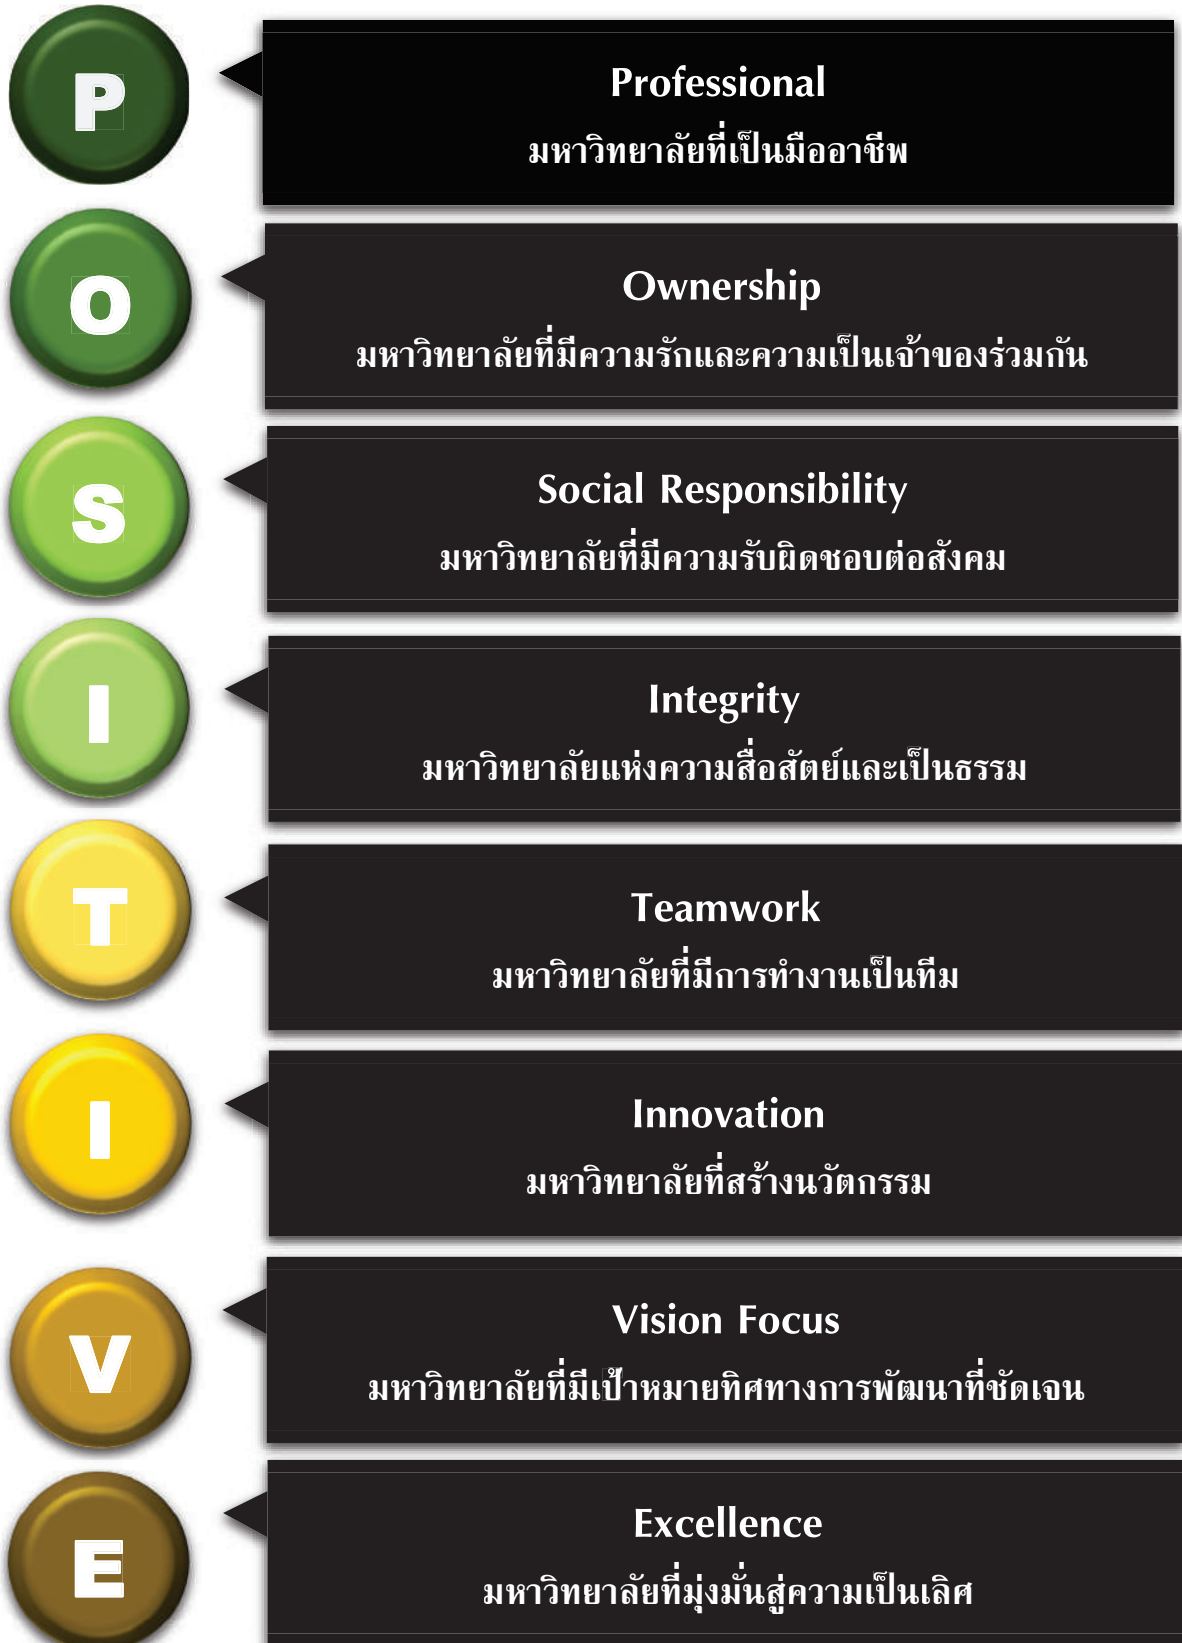 P
Professional
มหาวิทยาลัยที่เป็นมืออาชีพ
O
Ownership
มหาวิทยาลัยที่มีความรักและความเป็นเจ้าของร่วมกัน
S
Social Responsibility
มหาวิทยาลัยที่มีความรับผิดชอบต่อสังคม
I
Integrity
มหาวิทยาลัยแห่งความสื่อสัตย์และเป็นธรรม
T
Teamwork
มหาวิทยาลัยที่มีการทำงานเป็นทีม
I
Innovation
มหาวิทยาลัยที่สร้างนวัตกรรม
V
Vision Focus
มหาวิทยาลัยที่มีเป้าหมายทิศทางการพัฒนาที่ชัดเจน
E
Excellence
มหาวิทยาลัยที่มุ่งมั่นสู่ความเป็นเลิศ